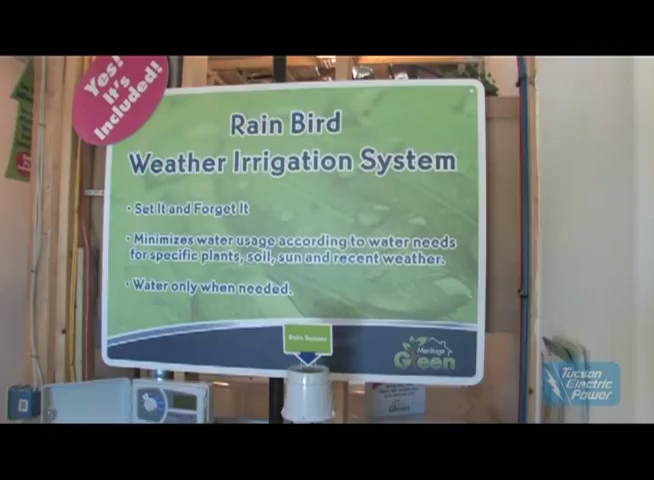 Yes!
It's
Included!
Rain Bird
Weather Irrigation System
• Set It and Forget It
• Minimizes water usage according to water needs
for specific plants, soil, sun and recent weather.
• Water only when needed.
Rain Sensor
Meritage
Green
Tucson
Electric
Power